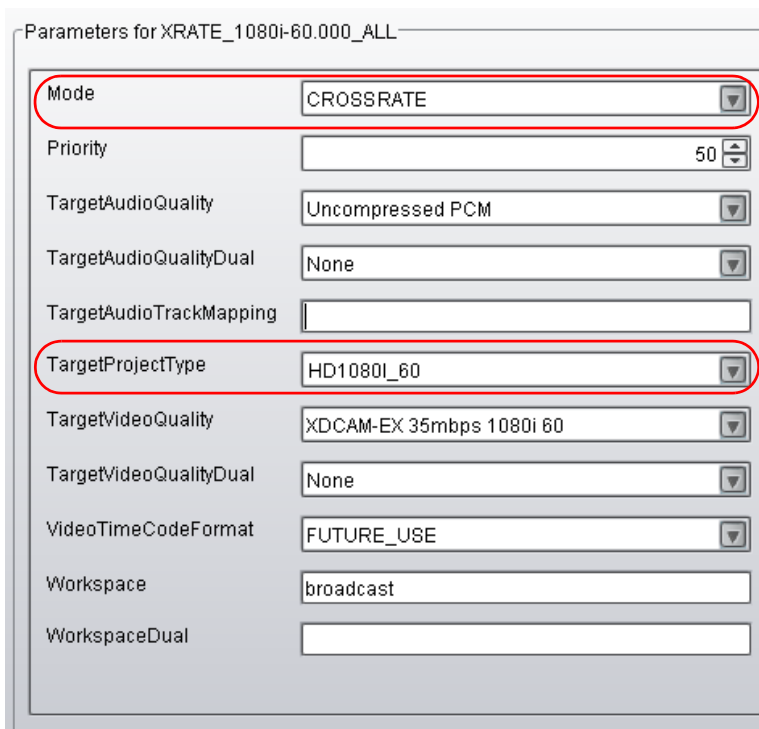 Parameters for XRATE_1080i-60.000_ALL
Mode CROSSRATE
Priority 50
TargetAudioQuality Uncompressed PCM
TargetAudioQualityDual None
TargetAudioTrackMapping
TargetProjectType HD1080I_60
TargetVideoQuality XDCAM-EX 35mbps 1080i 60
TargetVideoQualityDual None
VideoTimeCodeFormat FUTURE_USE
Workspace broadcast
WorkspaceDual